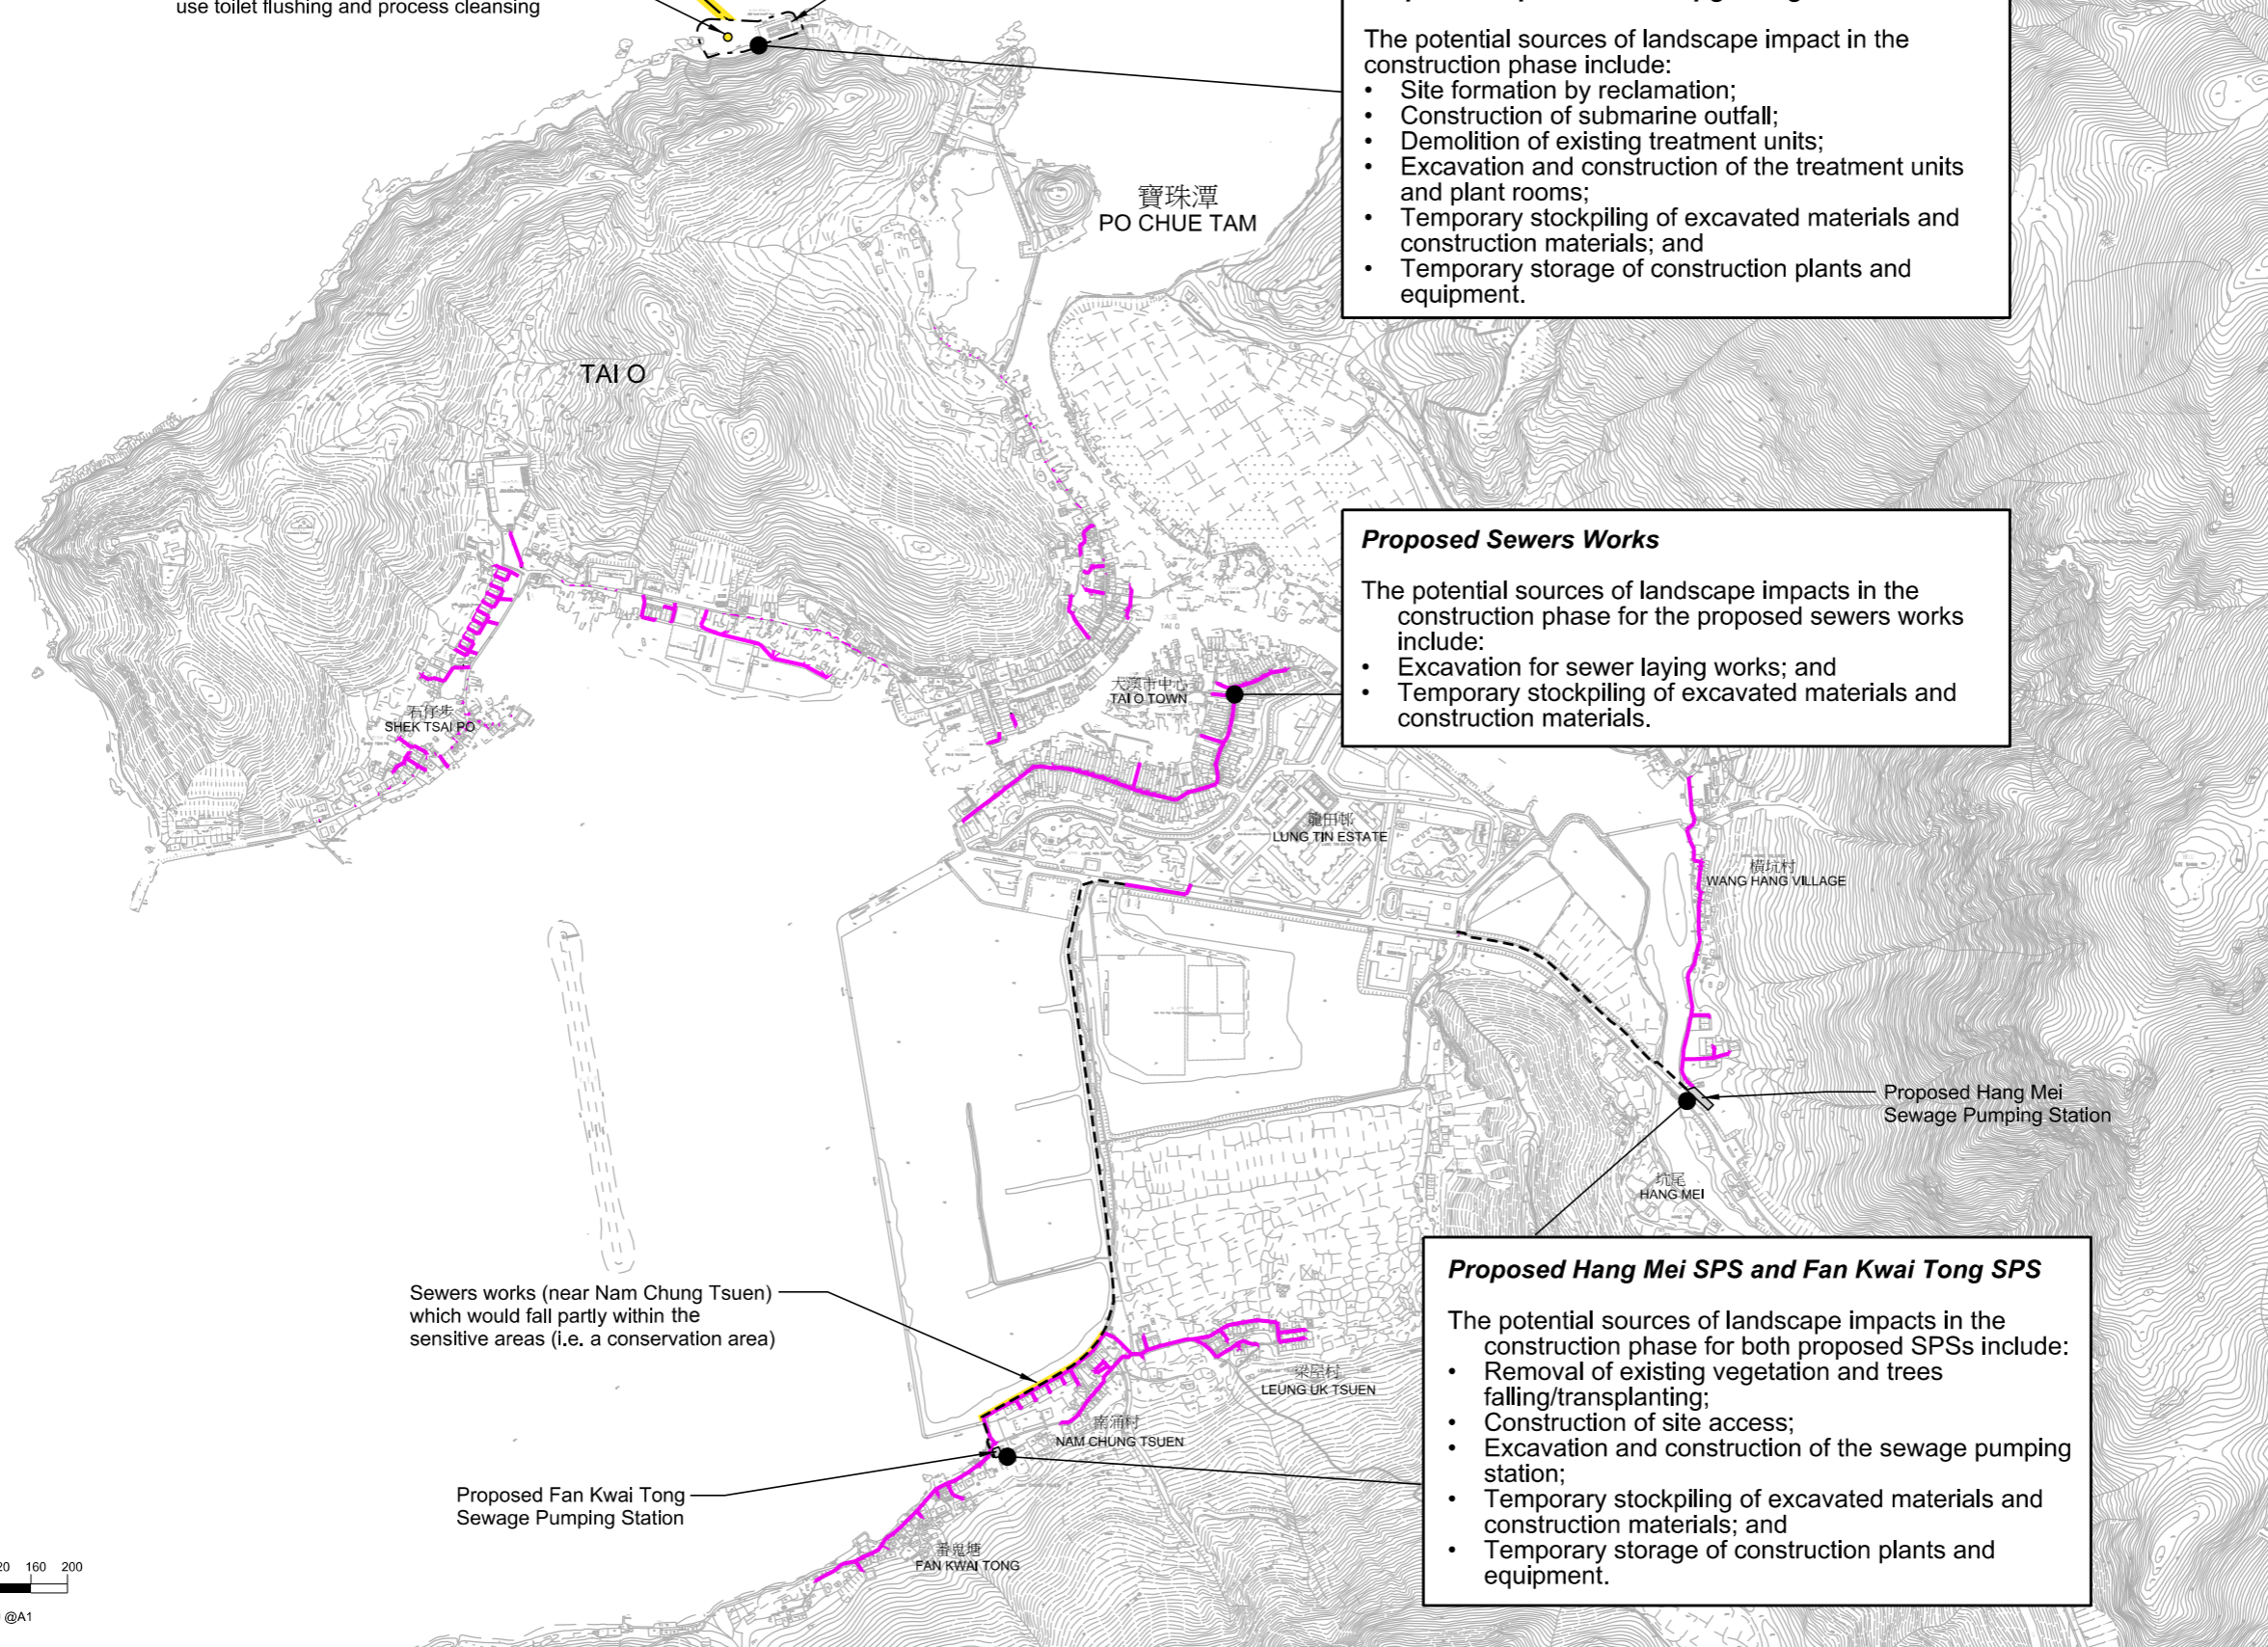 use toilet flushing and process cleansing
The potential sources of landscape impact in the
construction phase include:
• Site formation by reclamation;
• Construction of submarine outfall;
• Demolition of existing treatment units;
• Excavation and construction of the treatment units
and plant rooms;
• Temporary stockpiling of excavated materials and
construction materials; and
• Temporary storage of construction plants and
equipment.
寶珠潭
PO CHUE TAM
TAI O
Proposed Sewers Works
The potential sources of landscape impacts in the
construction phase for the proposed sewers works
include:
• Excavation for sewer laying works; and
• Temporary stockpiling of excavated materials and
construction materials.
大澳市中心
TAI O TOWN
石仔埗
SHEK TSAI PO
龍田邨
LUNG TIN ESTATE
橫坑村
WANG HANG VILLAGE
Proposed Hang Mei
Sewage Pumping Station
坑尾
HANG MEI
Sewers works (near Nam Chung Tsuen)
which would fall partly within the
sensitive areas (i.e. a conservation area)
Proposed Hang Mei SPS and Fan Kwai Tong SPS
The potential sources of landscape impacts in the
construction phase for both proposed SPSs include:
• Removal of existing vegetation and trees
falling/transplanting;
• Construction of site access;
• Excavation and construction of the sewage pumping
station;
• Temporary stockpiling of excavated materials and
construction materials; and
• Temporary storage of construction plants and
equipment.
梁屋村
LEUNG UK TSUEN
南涌村
NAM CHUNG TSUEN
Proposed Fan Kwai Tong
Sewage Pumping Station
番鬼塘
FAN KWAI TONG
20 160 200
@A1